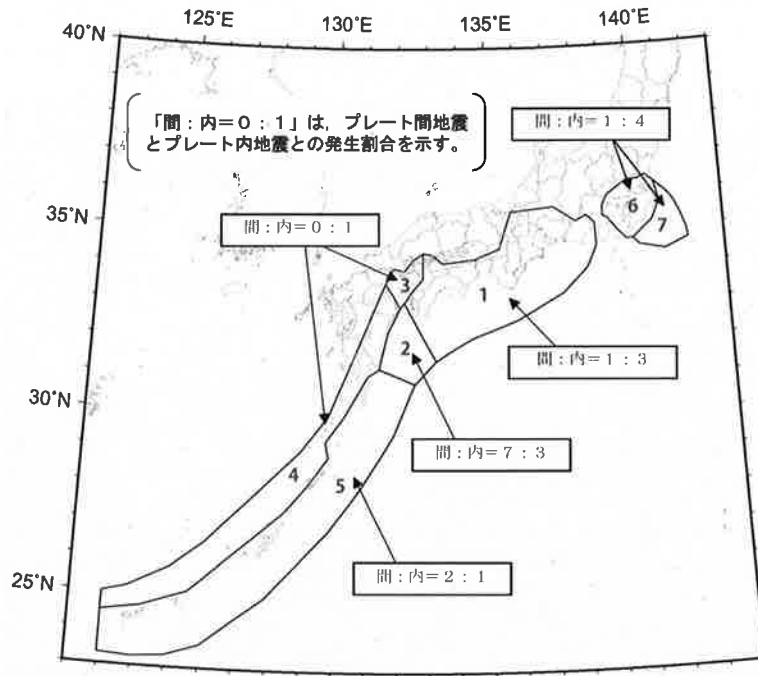 125°E
130°E
135°E
140°E
40°N
「間：内＝０：１」は，プレート間地震
とプレート内地震との発生割合を示す。
間：内＝１：４
6
7
35°N
間：内＝０：１
3
1
2
間：内＝１：３
30°N
間：内＝７：３
4
5
間：内＝２：１
25°N